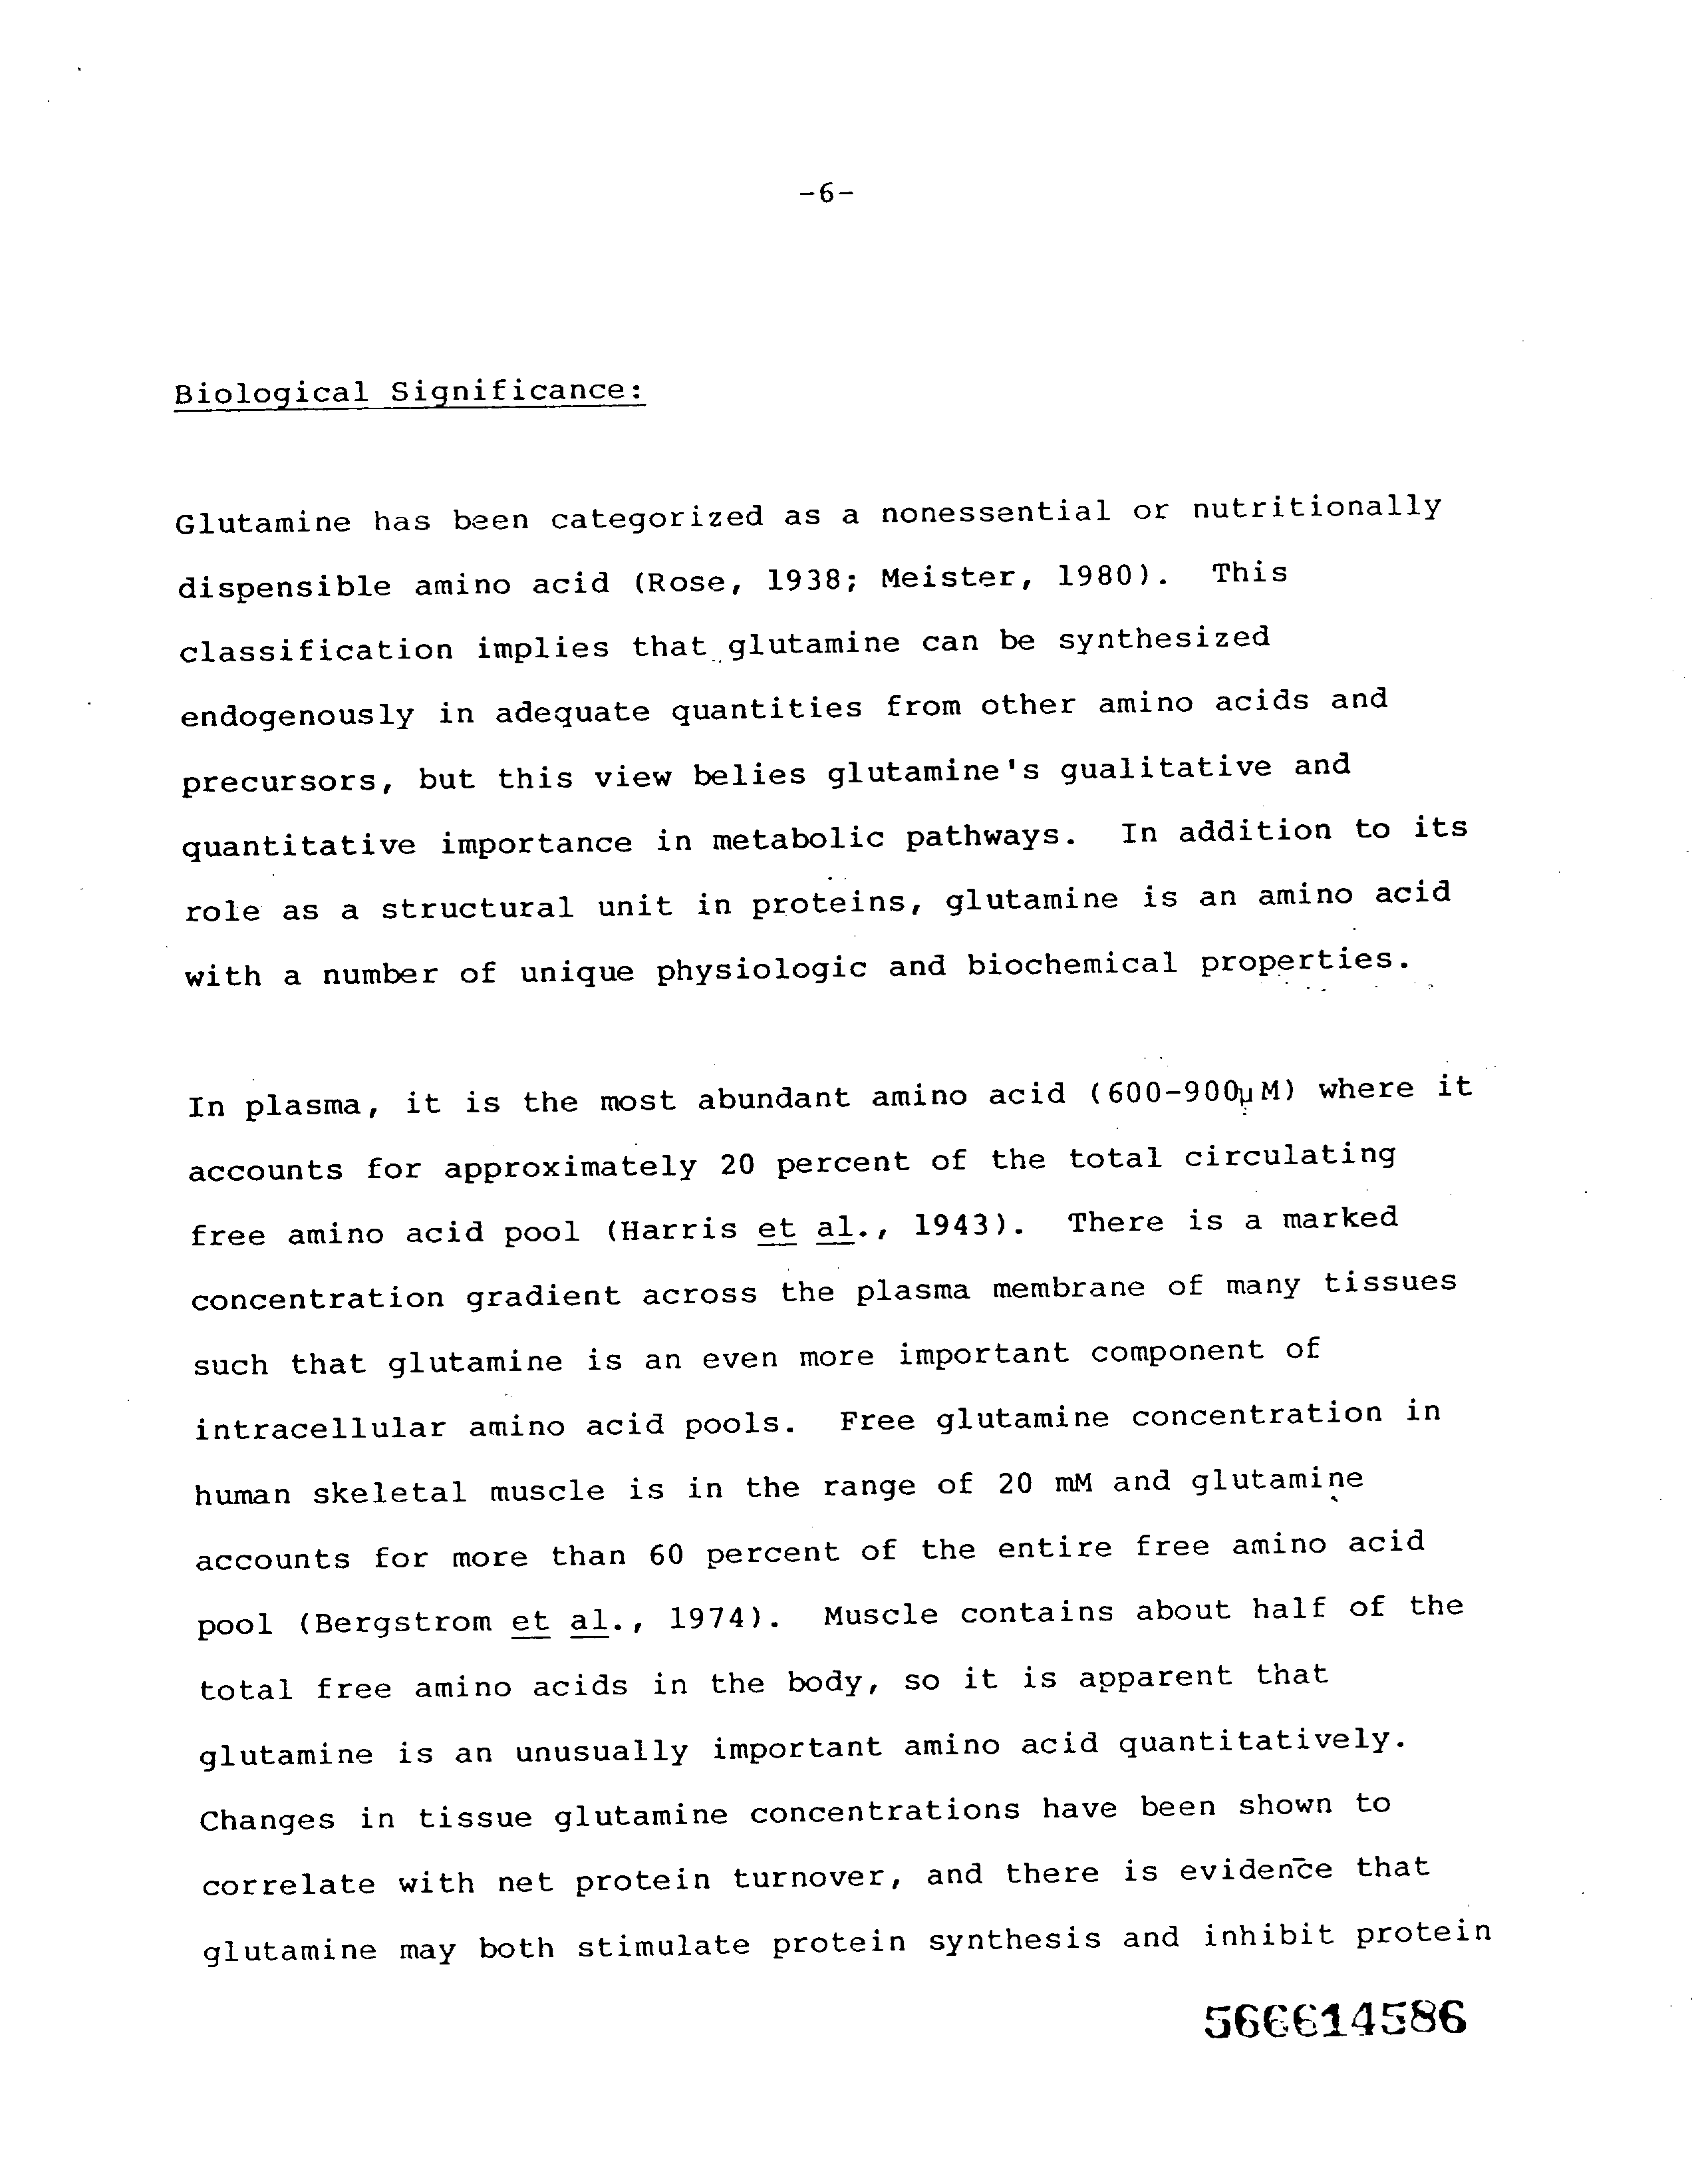 -6-
Biological Significance:
Glutamine has been categorized as a nonessential or nutritionally
dispensible amino acid (Rose, 1938; Meister, 1980). This
classification implies that glutamine can be synthesized
endogenously in adequate quantities from other amino acids and
precursors, but this view belies glutamine's gualitative and
quantitative importance in metabolic pathways. In addition to its
role as a structural unit in proteins, glutamine is an amino acid
with a number of unique physiologic and biochemical properties.
In plasma, it is the most abundant amino acid (600-900µM) where it
accounts for approximately 20 percent of the total circulating
free amino acid pool (Harris et al., 1943). There is a marked
concentration gradient across the plasma membrane of many tissues
such that glutamine is an even more important component of
intracellular amino acid pools. Free glutamine concentration in
human skeletal muscle is in the range of 20 mM and glutamine
accounts for more than 60 percent of the entire free amino acid
pool (Bergstrom et al., 1974). Muscle contains about half of the
total free amino acids in the body, so it is apparent that
glutamine is an unusually important amino acid quantitatively.
Changes in tissue glutamine concentrations have been shown to
correlate with net protein turnover, and there is evidence that
glutamine may both stimulate protein synthesis and inhibit protein
566614586